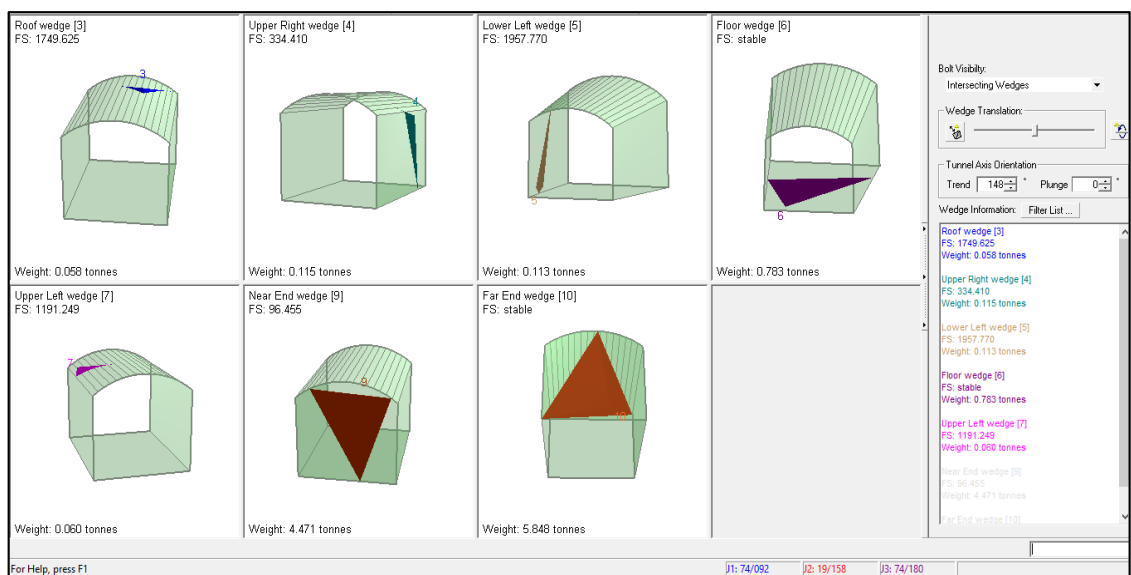 Roof wedge [3]
FS: 1749.625
3
Weight: 0.058 tonnes
Upper Right wedge [4]
FS: 334.410
4
Weight: 0.115 tonnes
Lower Left wedge [5]
FS: 1957.770
5
Weight: 0.113 tonnes
Floor wedge [6]
FS: stable
6
Weight: 0.783 tonnes
Upper Left wedge [7]
FS: 1191.249
7
Weight: 0.060 tonnes
Near End wedge [9]
FS: 96.455
9
Weight: 4.471 tonnes
Far End wedge [10]
FS: stable
10
Weight: 5.848 tonnes
Bolt Visibility:
Intersecting Wedges
Wedge Translation:
Tunnel Axis Orientation
Trend 148 ° Plunge 0 °
Wedge Information: Filter List ...
Roof wedge [3]
FS: 1749.625
Weight: 0.058 tonnes
Upper Right wedge [4]
FS: 334.410
Weight: 0.115 tonnes
Lower Left wedge [5]
FS: 1957.770
Weight: 0.113 tonnes
Floor wedge [6]
FS: stable
Weight: 0.783 tonnes
Upper Left wedge [7]
FS: 1191.249
Weight: 0.060 tonnes
Near End wedge [9]
FS: 96.455
Weight: 4.471 tonnes
Far End wedge [10]
For Help, press F1
J1: 74/092 J2: 19/158 J3: 74/180